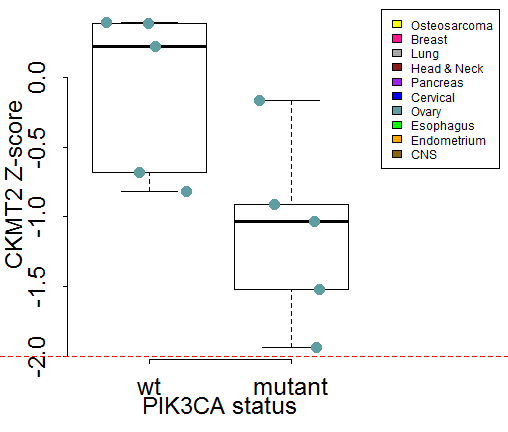 Osteosarcoma
Breast
Lung
Head & Neck
Pancreas
Cervical
Ovary
Esophagus
Endometrium
CNS
CKMT2 Z-score
0.0
-0.5
-1.0
-1.5
-2.0
wt mutant
PIK3CA status